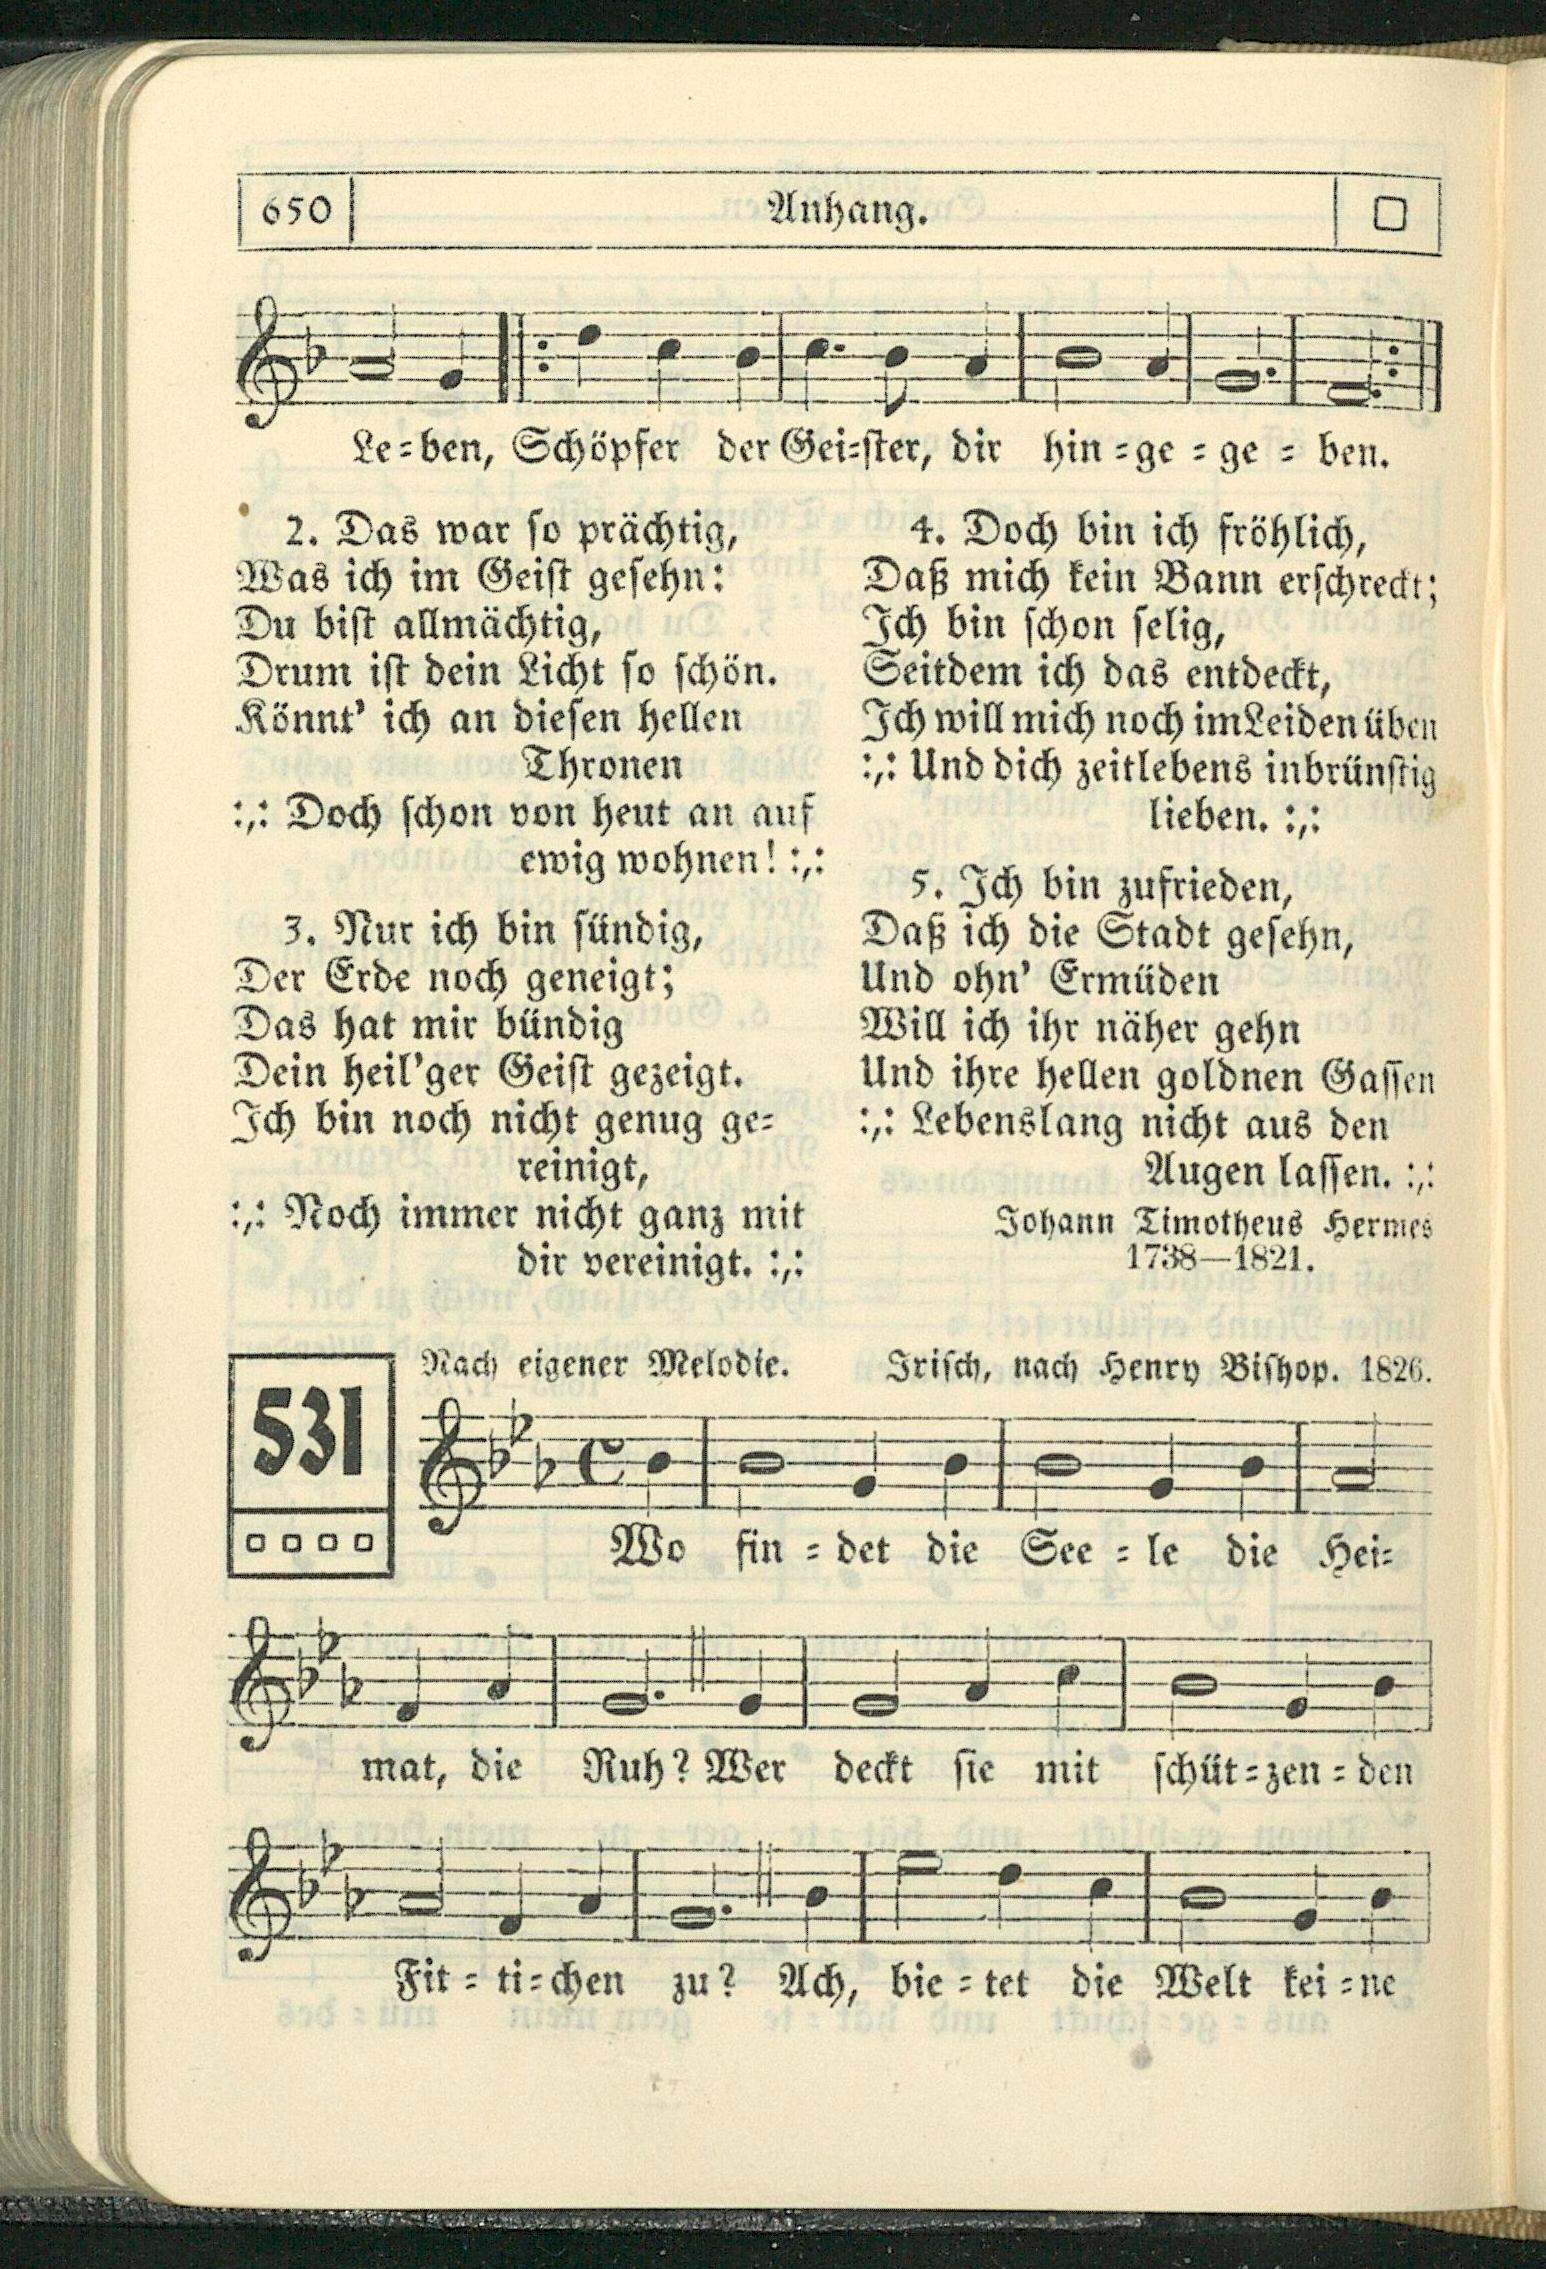 650
Anhang.
Le=ben, Schöpfer der Gei=ster, dir hin=ge=ge=ben.
2. Das war so prächtig,
Was ich im Geist gesehn:
Du bist allmächtig,
Drum ist dein Licht so schön.
Könnt' ich an diesen hellen
Thronen
:,: Doch schon von heut an auf
ewig wohnen! :,:
3. Nur ich bin sündig,
Der Erde noch geneigt;
Das hat mir bündig
Dein heil'ger Geist gezeigt.
Ich bin noch nicht genug ge=
reinigt,
:,: Noch immer nicht ganz mit
dir vereinigt. :,:
4. Doch bin ich fröhlich,
Daß mich kein Bann erschreckt;
Ich bin schon selig,
Seitdem ich das entdeckt,
Ich will mich noch im Leiden üben
:,: Und dich zeitlebens inbrünstig
lieben. :,:
5. Ich bin zufrieden,
Daß ich die Stadt gesehn,
Und ohn' Ermüden
Will ich ihr näher gehn
Und ihre hellen goldnen Gassen
:,: Lebenslang nicht aus den
Augen lassen. :,:
Johann Timotheus Hermes
1738—1821.
531
Nach eigener Melodie. Irisch, nach Henry Bishop. 1826.
Wo fin=det die See=le die Hei=
mat, die Ruh? Wer deckt sie mit schüt=zen=den
Fit=ti=chen zu? Ach, bie=tet die Welt kei=ne